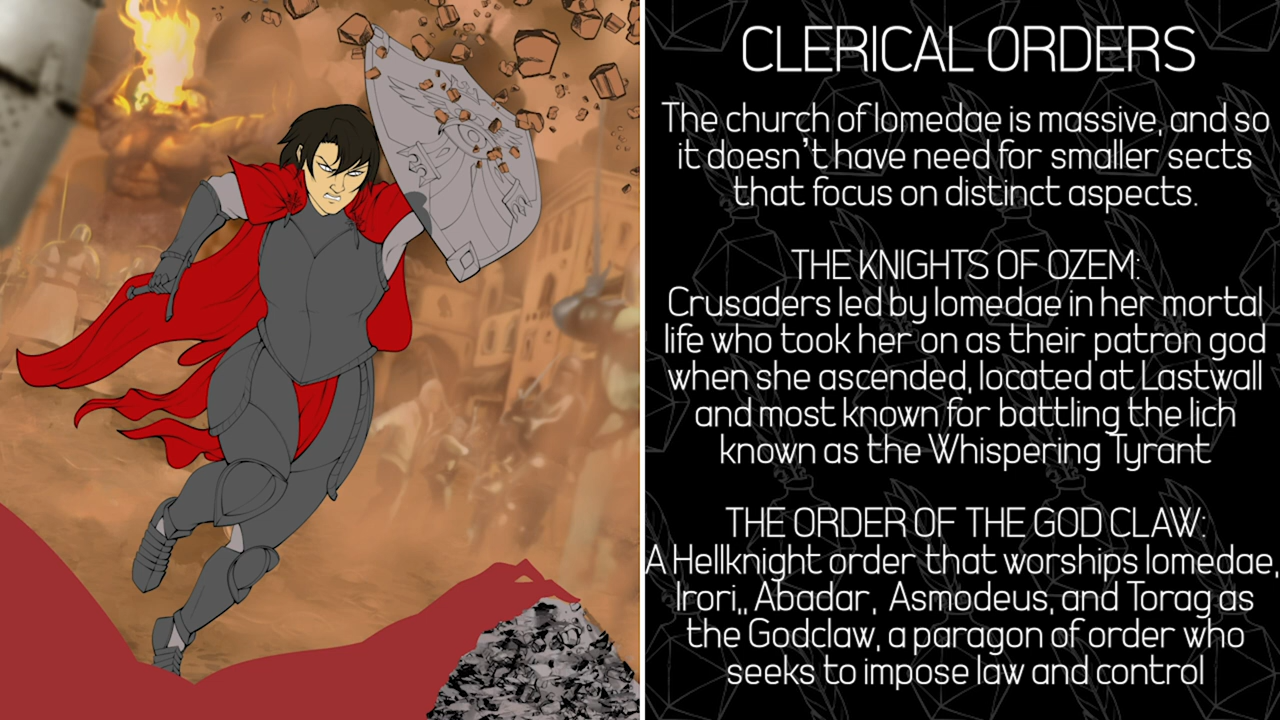 CLERICAL ORDERS
The church of Iomedae is massive, and so
it doesn't have need for smaller sects
that focus on distinct aspects.
THE KNIGHTS OF OZEM:
Crusaders led by Iomedae in her mortal
life who took her on as their patron god
when she ascended, located at Lastwall
and most known for battling the lich
known as the Whispering Tyrant
THE ORDER OF THE GOD CLAW:
A Hellknight order that worships Iomedae,
Irori,, Abadar, Asmodeus, and Torag as
the Godclaw, a paragon of order who
seeks to impose law and control